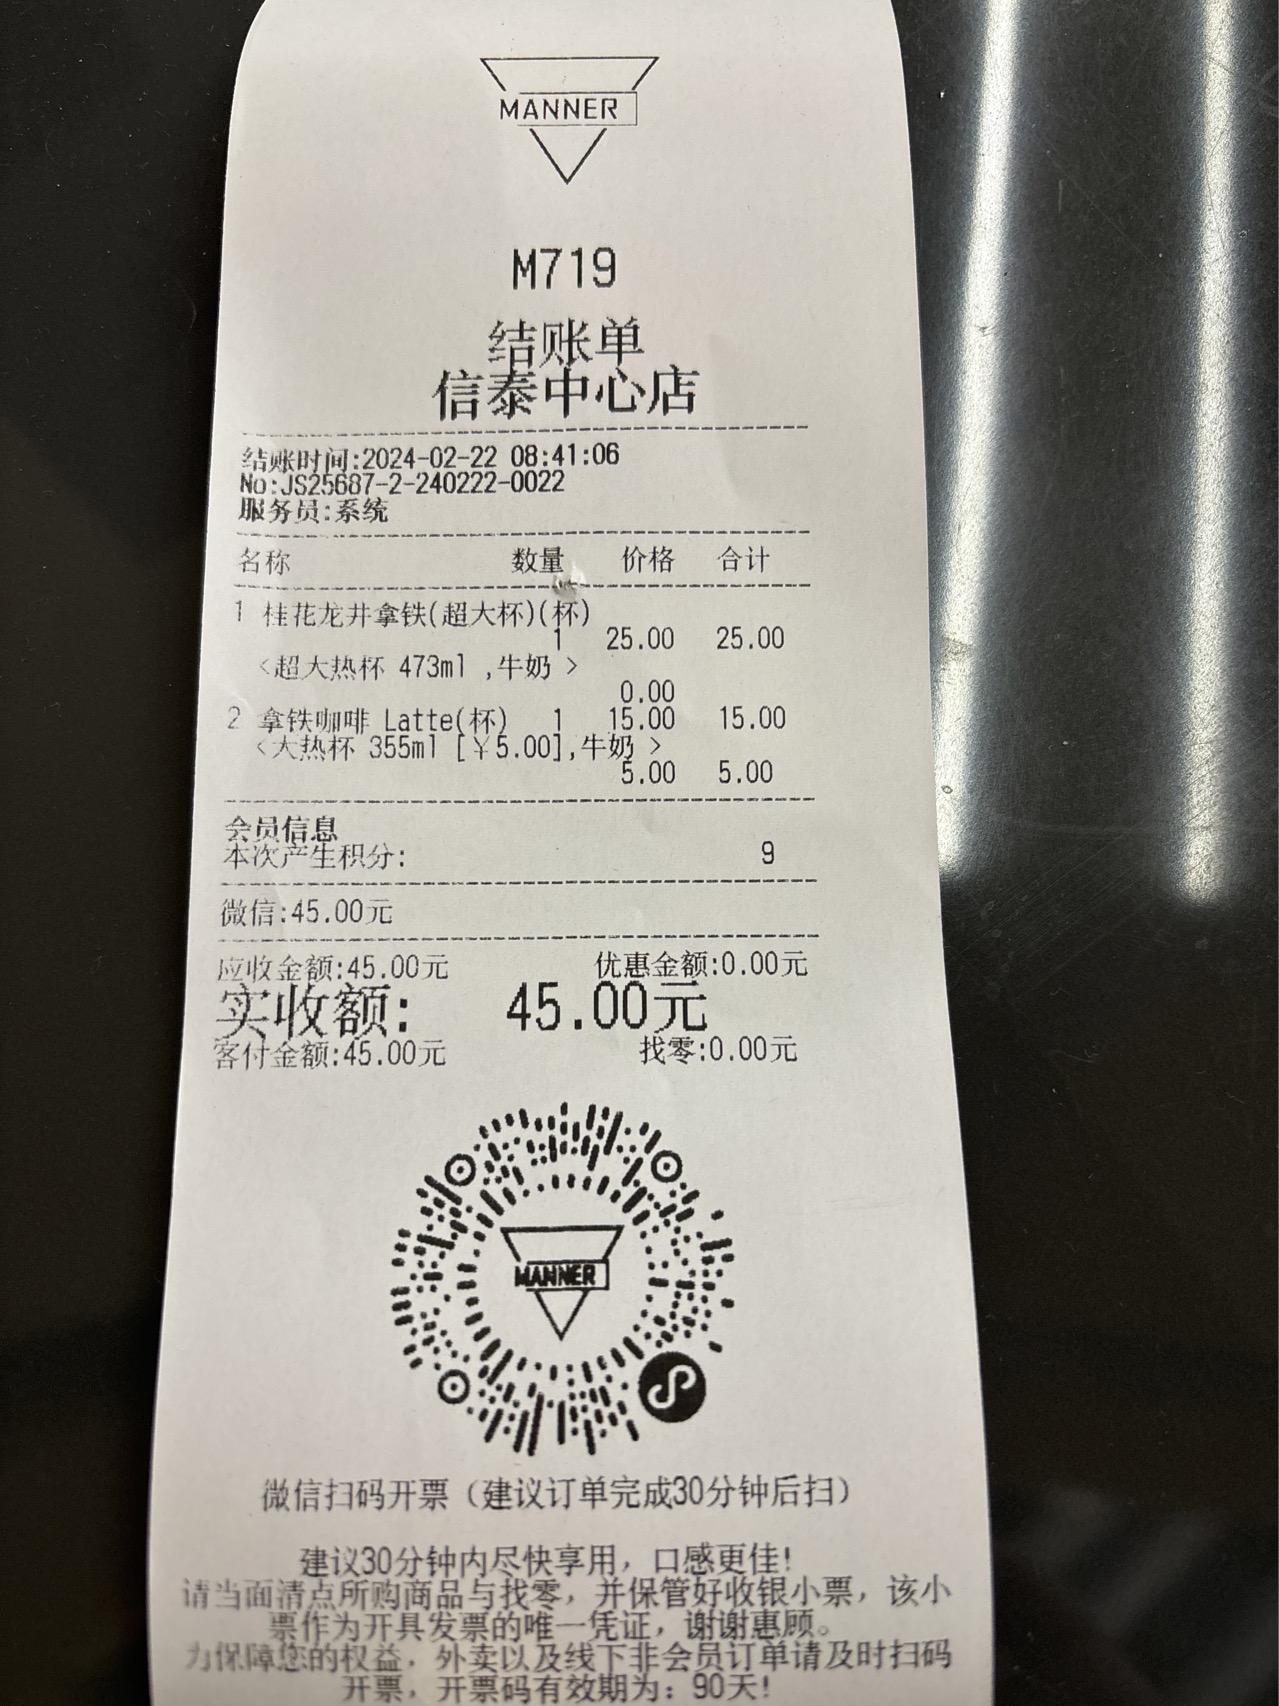 MANNER
M719
结账单
信泰中心店
结账时间:2024-02-22 08:41:06
No:JS25687-2-240222-0022
服务员:系统
名称 数量 价格 合计
1 桂花龙井拿铁(超大杯)(杯)
1 25.00 25.00
<超大热杯 473ml ,牛奶 >
0.00
2 拿铁咖啡 Latte(杯) 1 15.00 15.00
<大热杯 355ml [¥5.00],牛奶 >
5.00 5.00
会员信息
本次产生积分: 9
微信:45.00元
应收金额:45.00元 优惠金额:0.00元
实收额: 45.00元
客付金额:45.00元 找零:0.00元
MANNER
微信扫码开票（建议订单完成30分钟后扫）
建议30分钟内尽快享用，口感更佳!
请当面清点所购商品与找零，并保管好收银小票，该小
票作为开具发票的唯一凭证，谢谢惠顾。
为保障您的权益，外卖以及线下非会员订单请及时扫码
开票，开票码有效期为：90天!